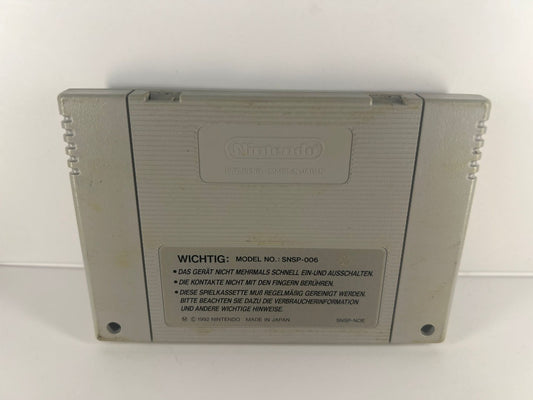 Nintendo
WICHTIG: MODEL NO.: SNSP-006
• DAS GERÄT NICHT MEHRMALS SCHNELL EIN-UND AUSSCHALTEN.
• DIE KONTAKTE NICHT MIT DEN FINGERN BERÜHREN.
• DIESE SPIELKASSETTE MUß REGELMÄßIG GEREINIGT WERDEN.
BITTE BEACHTEN SIE DAZU DIE VERBRAUCHERINFORMATION
UND ANDERE WICHTIGE HINWEISE.
Ⓜ © 1992 NINTENDO MADE IN JAPAN SNSP-NOE